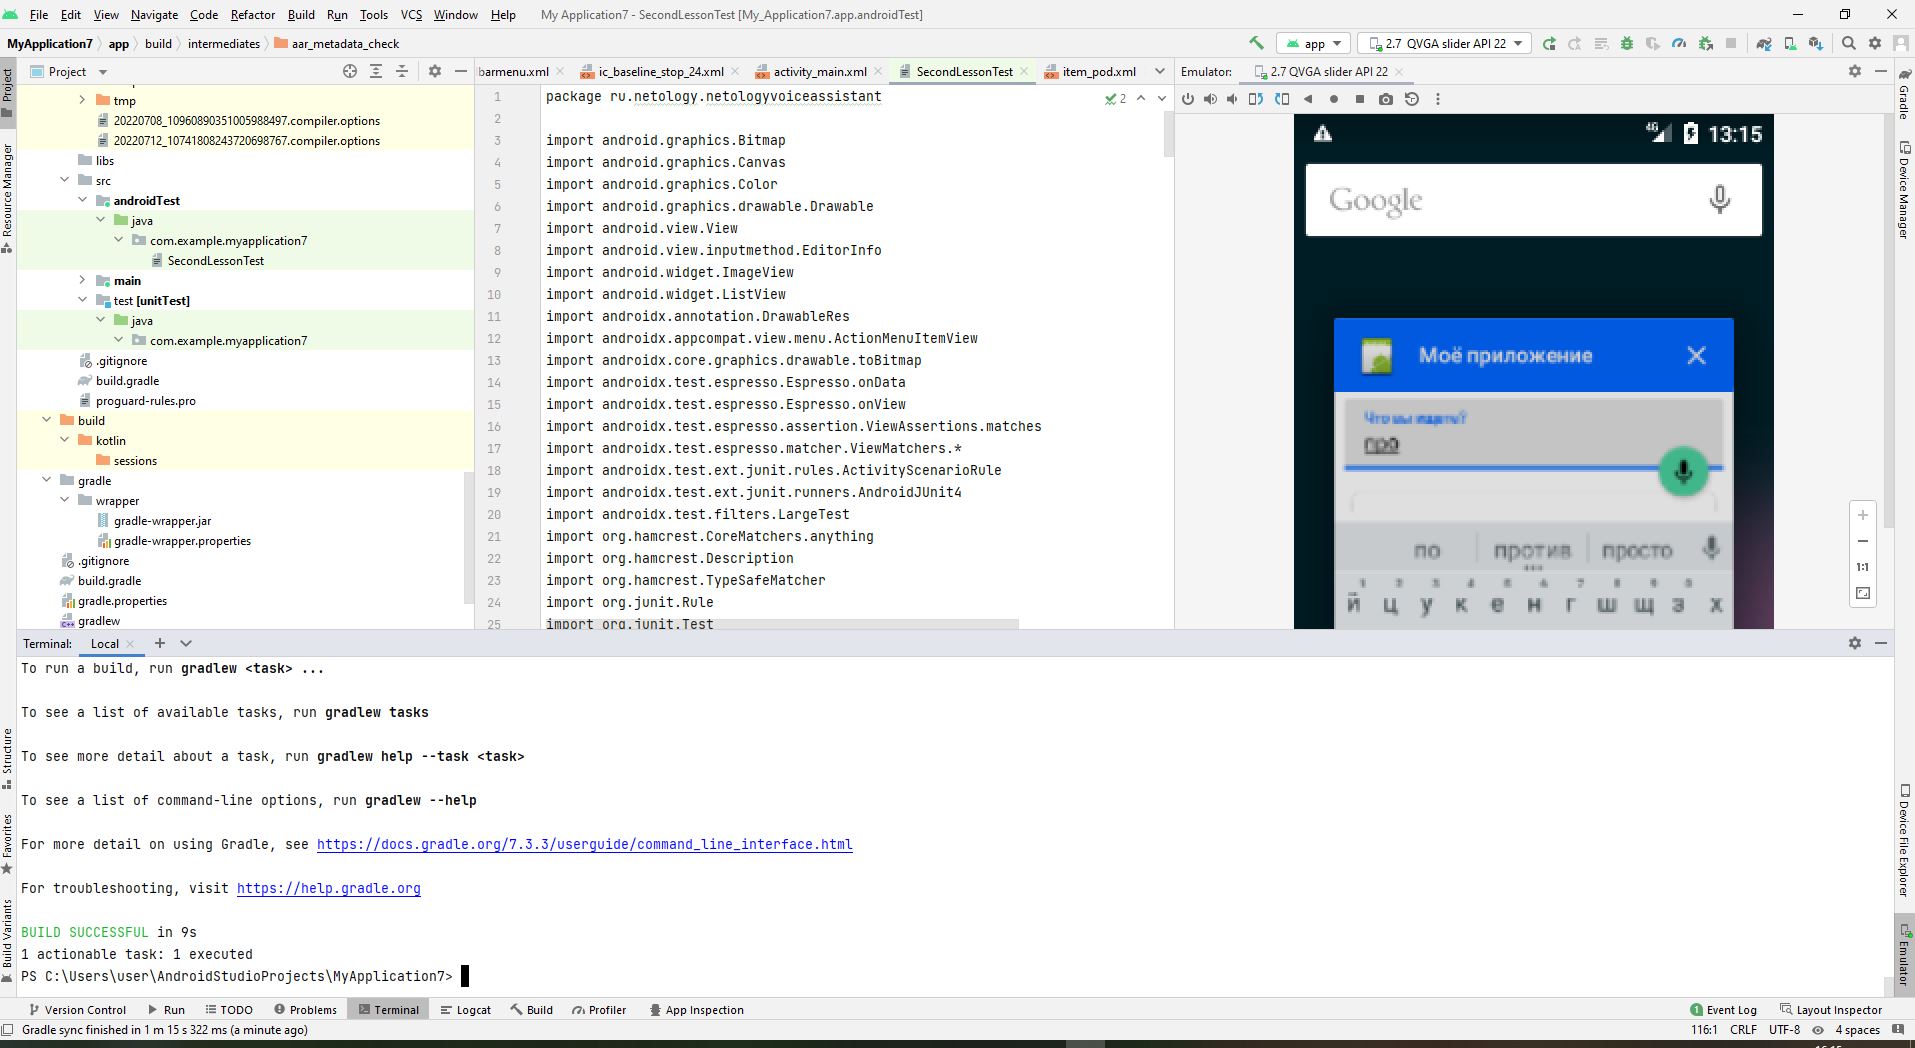 File Edit View Navigate Code Refactor Build Run Tools VCS Window Help My Application7 - SecondLessonTest [My_Application7.app.androidTest]
MyApplication7 app build intermediates aar_metadata_check
app 2.7 QVGA slider API 22
Project
barmenu.xml ic_baseline_stop_24.xml activity_main.xml SecondLessonTest item_pod.xml
Emulator: 2.7 QVGA slider API 22
Project
Resource Manager
Structure
Favorites
Build Variants
tmp
20220708_10960890351005988497.compiler.options
20220712_10741808243720698767.compiler.options
libs
src
androidTest
java
com.example.myapplication7
SecondLessonTest
main
test [unitTest]
java
com.example.myapplication7
.gitignore
build.gradle
proguard-rules.pro
build
kotlin
sessions
gradle
wrapper
gradle-wrapper.jar
gradle-wrapper.properties
.gitignore
build.gradle
gradle.properties
gradlew
1 package ru.netology.netologyvoiceassistant
2
3 import android.graphics.Bitmap
4 import android.graphics.Canvas
5 import android.graphics.Color
6 import android.graphics.drawable.Drawable
7 import android.view.View
8 import android.view.inputmethod.EditorInfo
9 import android.widget.ImageView
10 import android.widget.ListView
11 import androidx.annotation.DrawableRes
12 import androidx.appcompat.view.menu.ActionMenuItemView
13 import androidx.core.graphics.drawable.toBitmap
14 import androidx.test.espresso.Espresso.onData
15 import androidx.test.espresso.Espresso.onView
16 import androidx.test.espresso.assertion.ViewAssertions.matches
17 import androidx.test.espresso.matcher.ViewMatchers.*
18 import androidx.test.ext.junit.rules.ActivityScenarioRule
19 import androidx.test.ext.junit.runners.AndroidJUnit4
20 import androidx.test.filters.LargeTest
21 import org.hamcrest.CoreMatchers.anything
22 import org.hamcrest.Description
23 import org.hamcrest.TypeSafeMatcher
24 import org.junit.Rule
25 import org.junit.Test
2
4G 13:15
Google
Моё приложение
Что вы ищете?
про
по против просто
1 2 3 4 5 6 7 8 9 0
й ц у к е н г ш щ з х
1:1
Gradle
Device Manager
Device File Explorer
Emulator
Terminal: Local
To run a build, run gradlew <task> ...
To see a list of available tasks, run gradlew tasks
To see more detail about a task, run gradlew help --task <task>
To see a list of command-line options, run gradlew --help
For more detail on using Gradle, see https://docs.gradle.org/7.3.3/userguide/command_line_interface.html
For troubleshooting, visit https://help.gradle.org
BUILD SUCCESSFUL in 9s
1 actionable task: 1 executed
PS C:\Users\user\AndroidStudioProjects\MyApplication7>
Version Control Run TODO Problems Terminal Logcat Build Profiler App Inspection 1 Event Log Layout Inspector
Gradle sync finished in 1 m 15 s 322 ms (a minute ago) 116:1 CRLF UTF-8 4 spaces